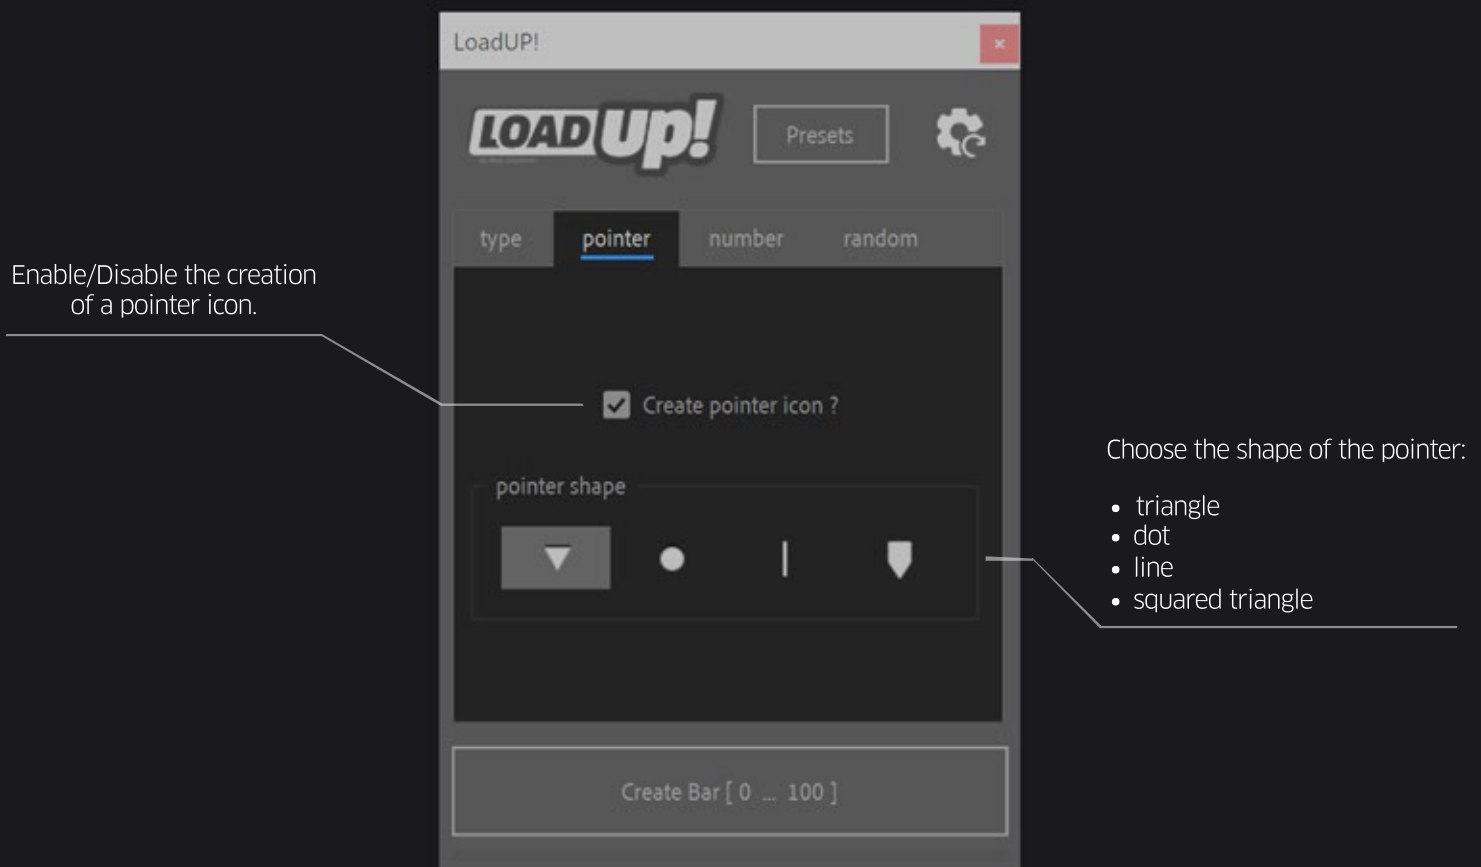 LoadUP!
LOAD UP!
Presets
type pointer number random
Enable/Disable the creation
of a pointer icon.
Create pointer icon ?
Choose the shape of the pointer:
pointer shape
• triangle
• dot
• line
• squared triangle
Create Bar [ 0 ... 100 ]